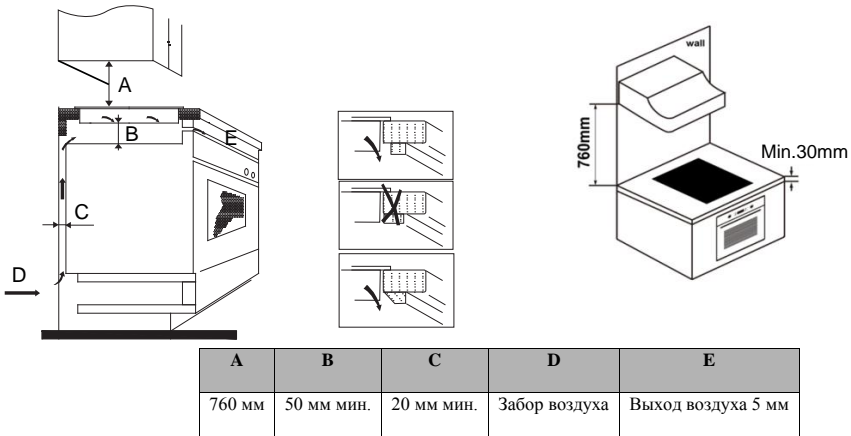 A
B
E
C
D
wall
760mm
Min.30mm
A B C D E
760 мм 50 мм мин. 20 мм мин. Забор воздуха Выход воздуха 5 мм